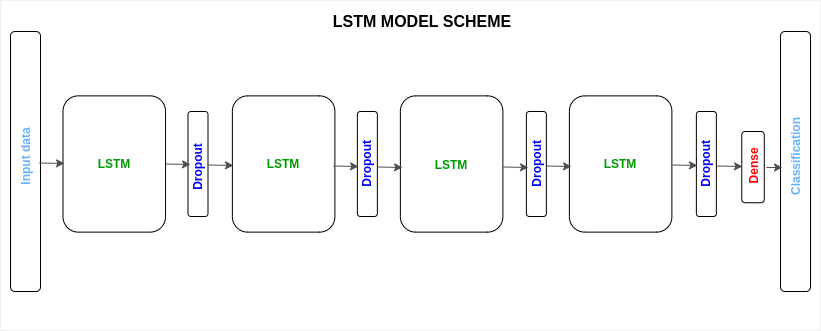 LSTM MODEL SCHEME
Input data
LSTM
Dropout
LSTM
Dropout
LSTM
Dropout
LSTM
Dropout
Dense
Classification